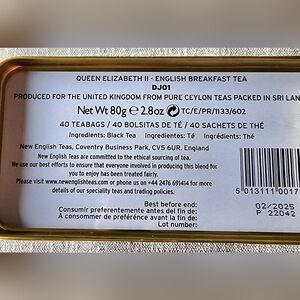 QUEEN ELIZABETH II - ENGLISH BREAKFAST TEA
DJ01
PRODUCED FOR THE UNITED KINGDOM FROM PURE CEYLON TEAS PACKED IN SRI LAN
Net Wt 80g ℮ 2.8oz TC/E/PR/1133/602
40 TEABAGS / 40 BOLSITAS DE TÉ / 40 SACHETS DE THÉ
Ingredients: Black Tea Ingredientes: Té Ingrédients: Thé
New English Teas, Coventry Business Park, CV5 6UR. England
New English Teas are committed to the ethical sourcing of tea.
We use our best efforts to ensure that everyone involved in producing this blend for
you to enjoy has been treated fairly.
Please visit www.newenglishteas.com or phone us on +44 2476 691414 for more
details of our speciality teas and trading policies.
5 013111 0017
Best before end: 02/2025
Consumir preferentemente antes del fin de: P 22042
A consommer de préférence avant fin de:
Lot number: